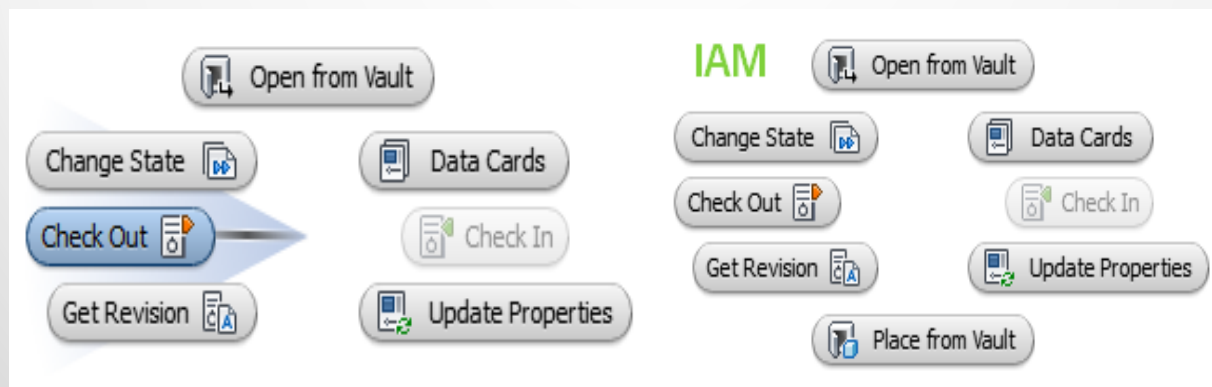 Open from Vault
Change State
Data Cards
Check Out
Check In
Get Revision
Update Properties
IAM
Open from Vault
Change State
Data Cards
Check Out
Check In
Get Revision
Update Properties
Place from Vault